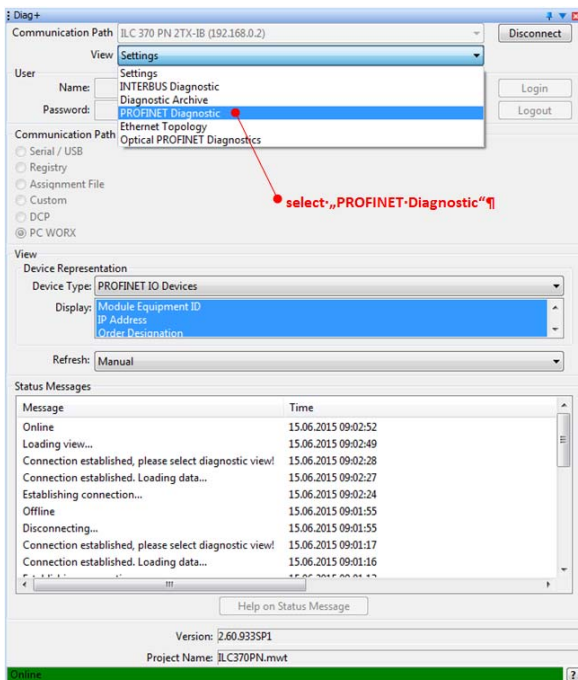 Diag+
Communication Path ILC 370 PN 2TX-IB (192.168.0.2) Disconnect
View Settings
Settings
INTERBUS Diagnostic
Diagnostic Archive
PROFINET Diagnostic
Ethernet Topology
Optical PROFINET Diagnostics
User
Name: Login
Password: Logout
Communication Path
Serial / USB
Registry
Assignment File
Custom
DCP
PC WORX
select·„PROFINET·Diagnostic“¶
View
Device Representation
Device Type: PROFINET IO Devices
Display: Module Equipment ID
IP Address
Order Designation
Refresh: Manual
Status Messages
Message Time
Online 15.06.2015 09:02:52
Loading view... 15.06.2015 09:02:49
Connection established, please select diagnostic view! 15.06.2015 09:02:28
Connection established. Loading data... 15.06.2015 09:02:27
Establishing connection... 15.06.2015 09:02:24
Offline 15.06.2015 09:01:55
Disconnecting... 15.06.2015 09:01:55
Connection established, please select diagnostic view! 15.06.2015 09:01:17
Connection established. Loading data... 15.06.2015 09:01:16
Help on Status Message
Version: 2.60.933SP1
Project Name: ILC370PN.mwt
Online ?